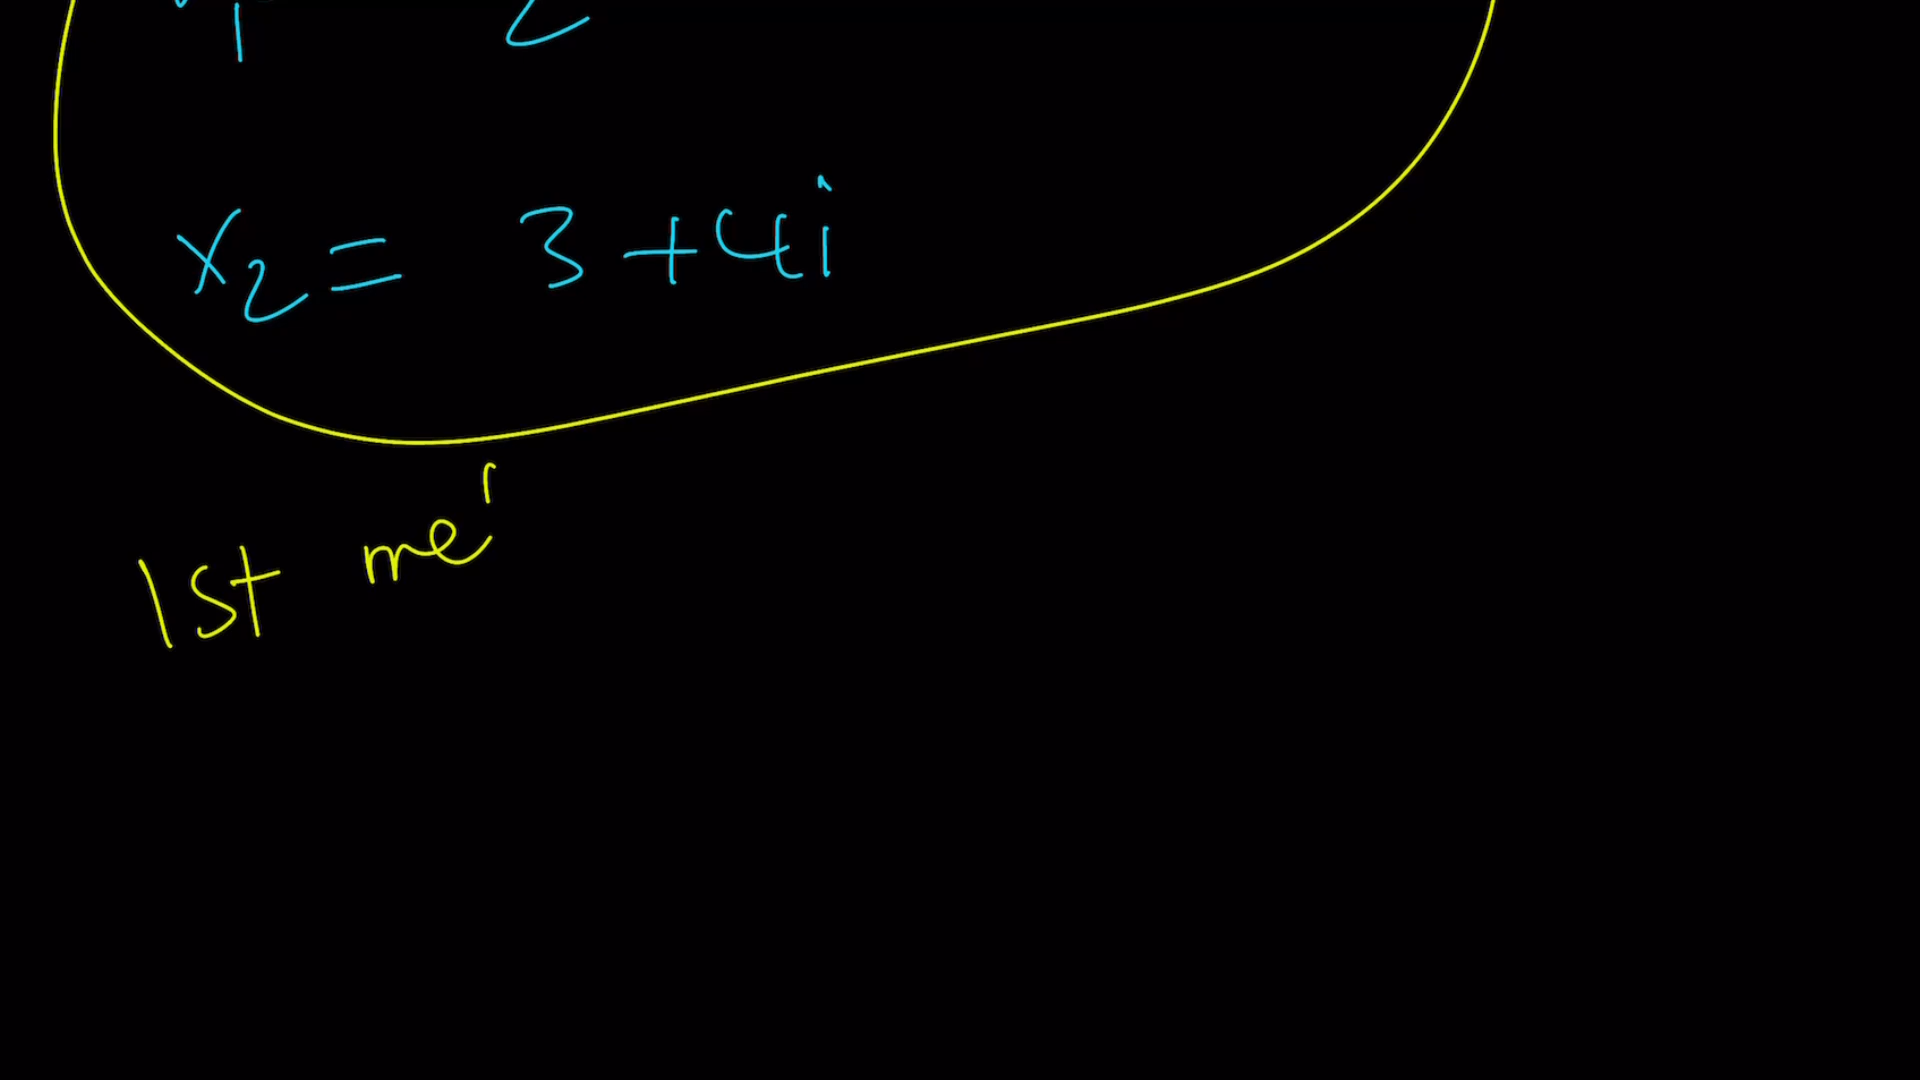 x₂ = 3+4i
1st me